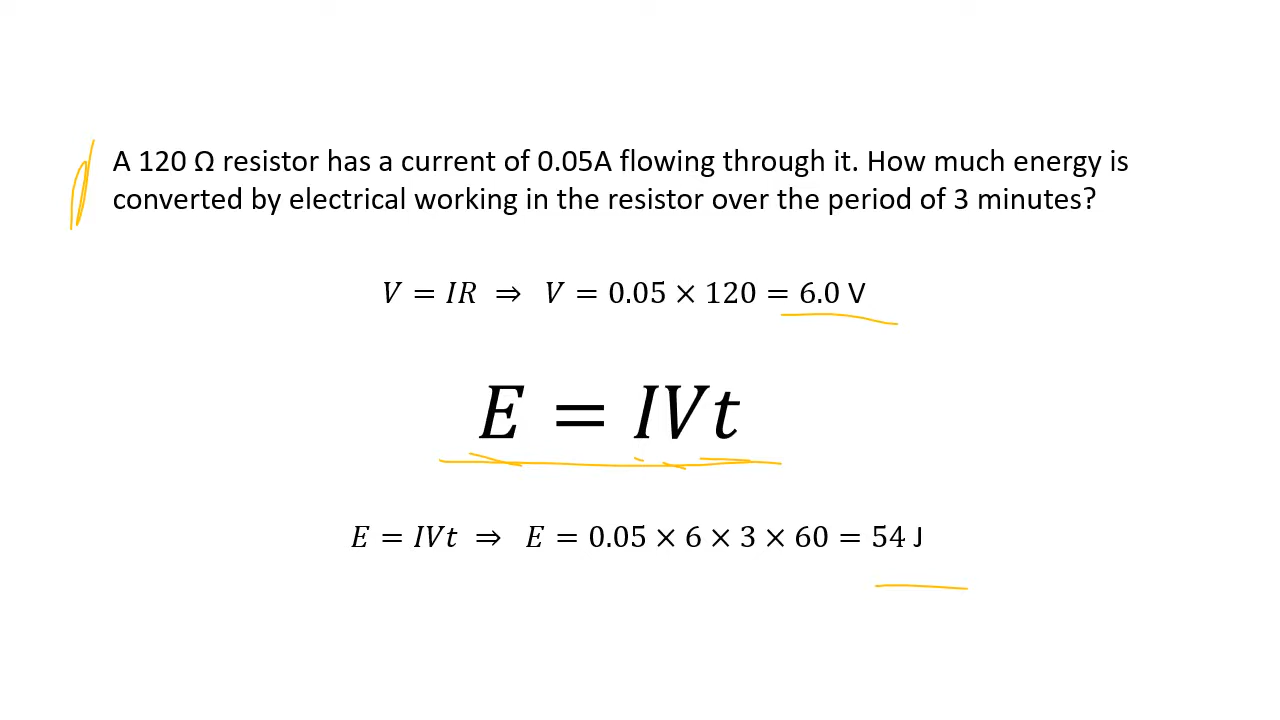 A 120 Ω resistor has a current of 0.05A flowing through it. How much energy is
converted by electrical working in the resistor over the period of 3 minutes?
V = IR ⇒ V = 0.05 × 120 = 6.0 V
E = IVt
E = IVt ⇒ E = 0.05 × 6 × 3 × 60 = 54 J